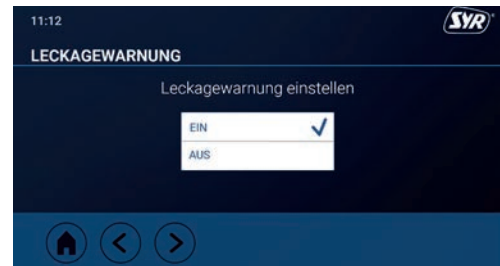 11:12
SYR
LECKAGEWARNUNG
Leckagewarnung einstellen
EIN
AUS